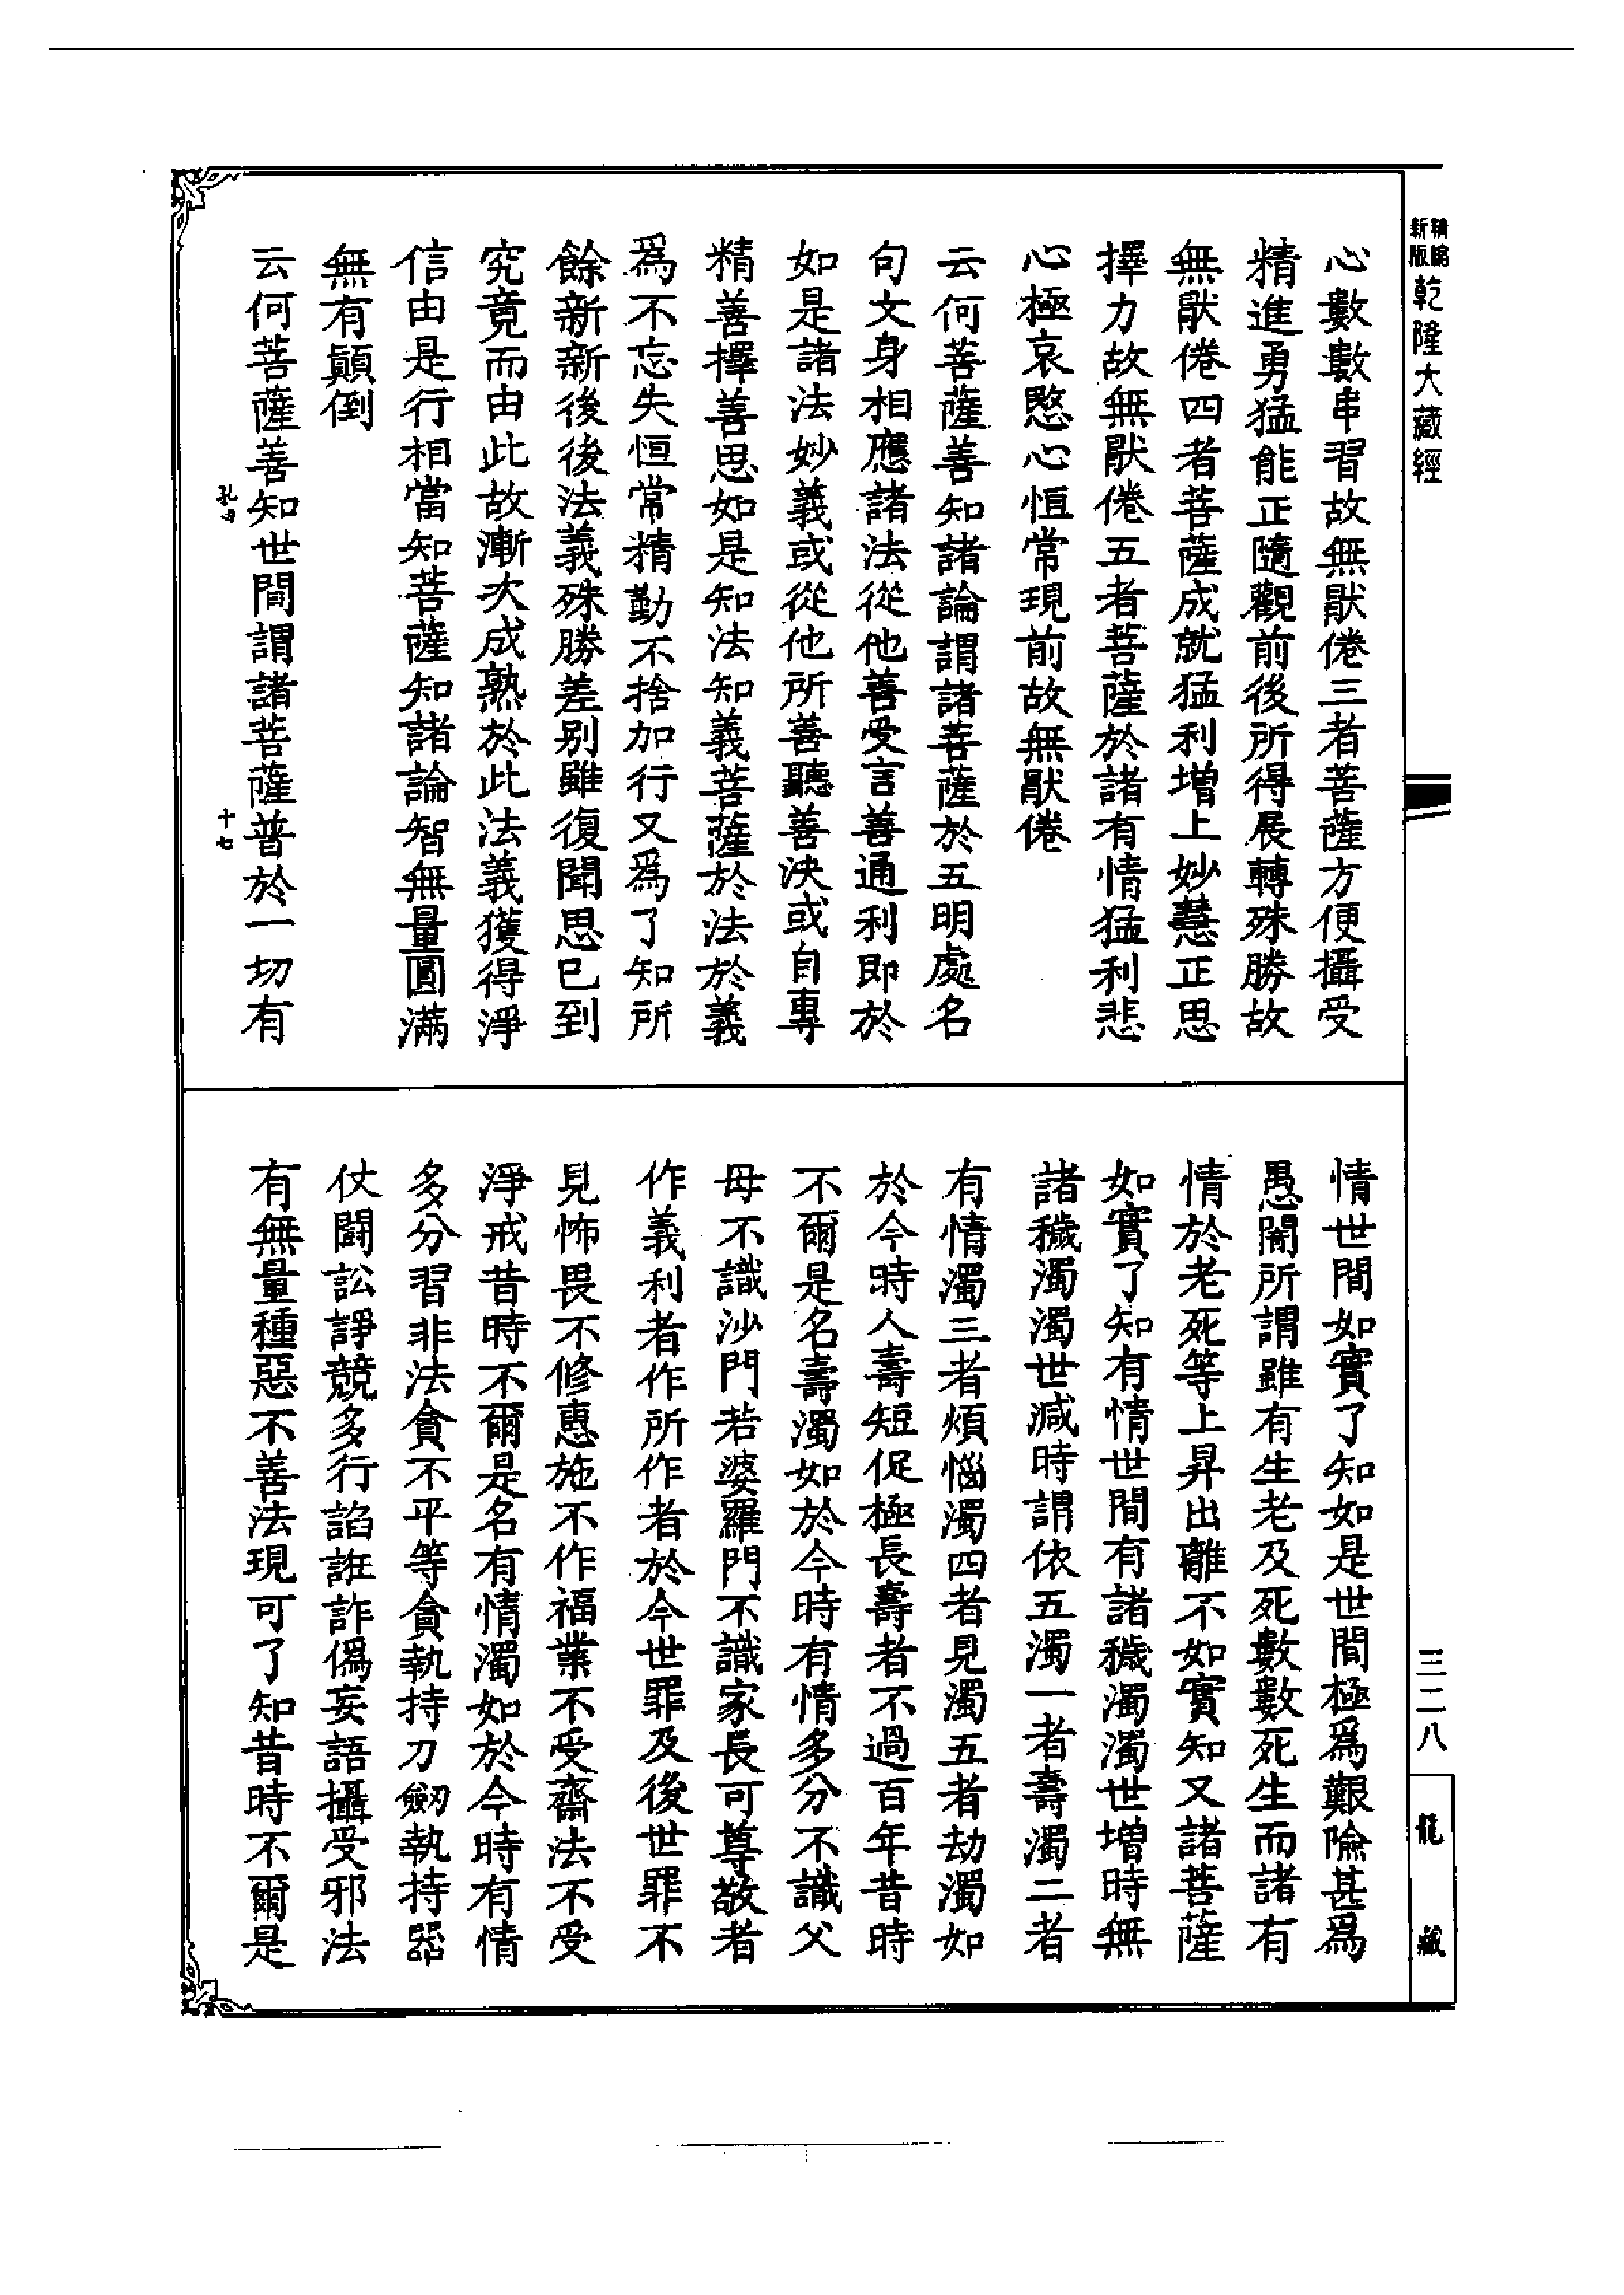 新版精縮乾隆大藏經
心數數串習故無猒倦三者菩薩方便攝受
精進勇猛能正隨觀前後所得展轉殊勝故
無猒倦四者菩薩成就猛利增上妙慧正思
擇力故無猒倦五者菩薩於諸有情猛利悲
心極哀愍心恒常現前故無猒倦
云何菩薩善知諸論謂諸菩薩於五明處名
句文身相應諸法從他善受言善通利即於
如是諸法妙義或從他所善聽善決或自專
精善擇善思如是知法知義菩薩於法於義
爲不忘失恒常精勤不捨加行又爲了知所
餘新新後後法義殊勝差别雖復聞思已到
究竟而由此故漸次成熟於此法義獲得淨
信由是行相當知菩薩知諸論智無量圓滿
無有顚倒
云何菩薩善知世間謂諸菩薩普於一切有
十七
情世間如實了知如是世間極爲艱險甚爲
愚闇所謂雖有生老及死數數死生而諸有
情於老死等上昇出離不如實知又諸菩薩
如實了知有情世間有諸穢濁濁世增時無
諸穢濁濁世減時謂依五濁一者壽濁二者
有情濁三者煩惱濁四者見濁五者劫濁如
於今時人壽短促極長壽者不過百年昔時
不爾是名壽濁如於今時有情多分不識父
母不識沙門若婆羅門不識家長可尊敬者
作義利者作所作者於今世罪及後世罪不
見怖畏不修惠施不作福業不受齋法不受
淨戒昔時不爾是名有情濁如於今時有情
多分習非法貪不平等貪執持刀劒執持器
仗鬪訟諍競多行諂誑詐僞妄語攝受邪法
有無量種惡不善法現可了知昔時不爾是
三二八
龍藏